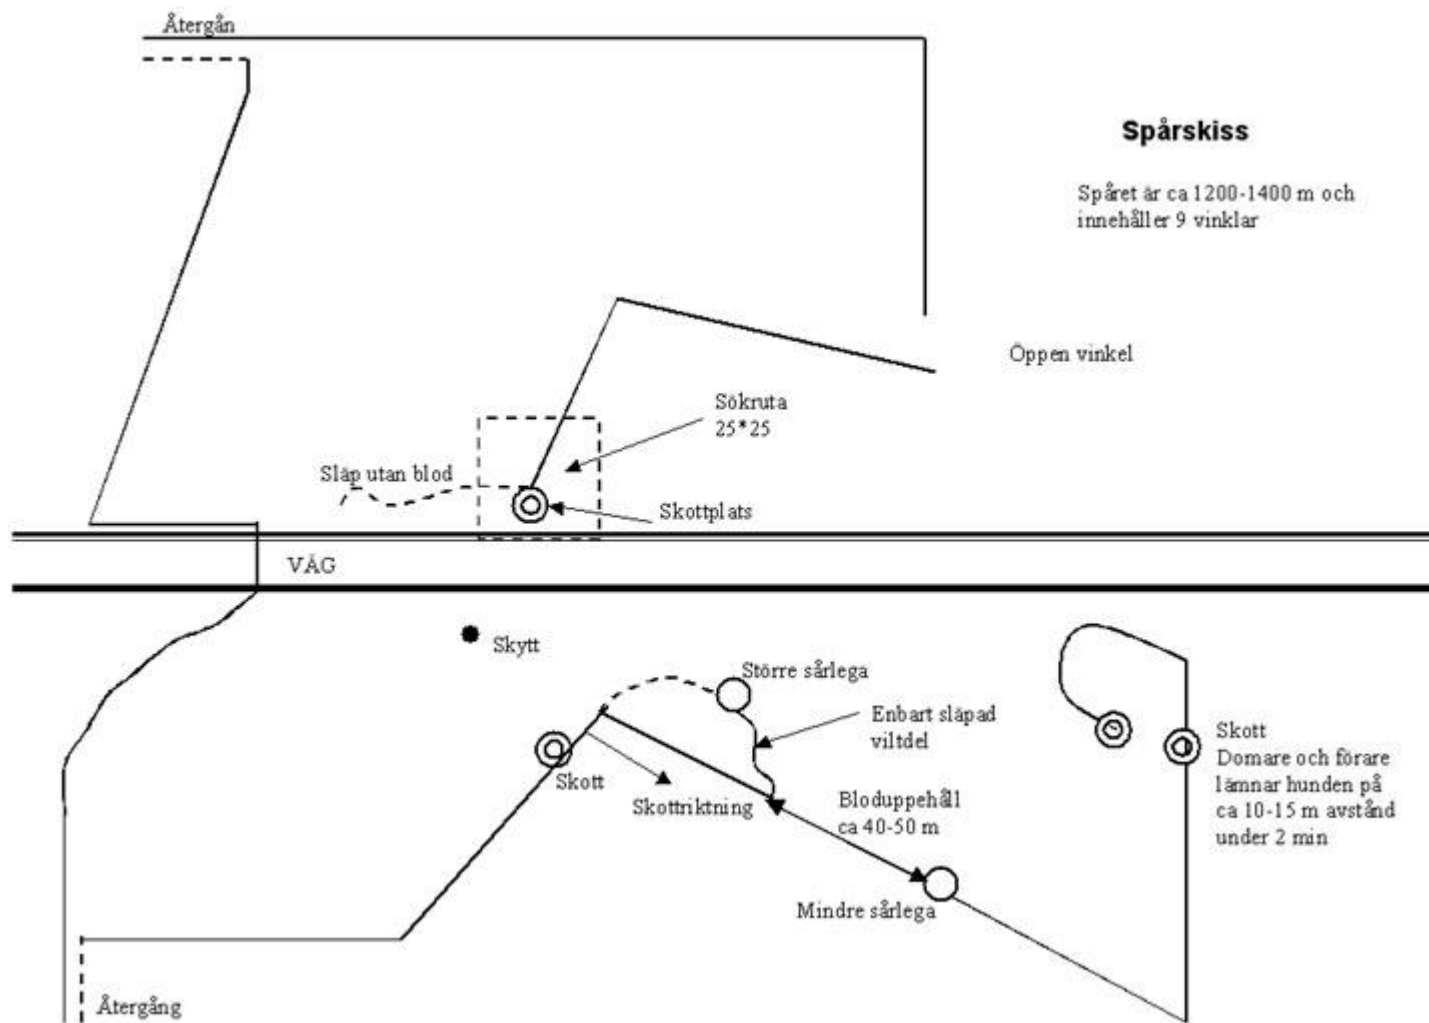 Återgån
Spårskiss
Spåret är ca 1200-1400 m och
innehåller 9 vinklar
Öppen vinkel
Sökruta
25*25
Släp utan blod
Skottplats
VÄG
Skytt
Större sårlega
Enbart släpad
viltdel
Skott
Skottriktning
Bloduppehåll
ca 40-50 m
Mindre sårlega
Skott
Domare och förare
lämnar hunden på
ca 10-15 m avstånd
under 2 min
Återgång